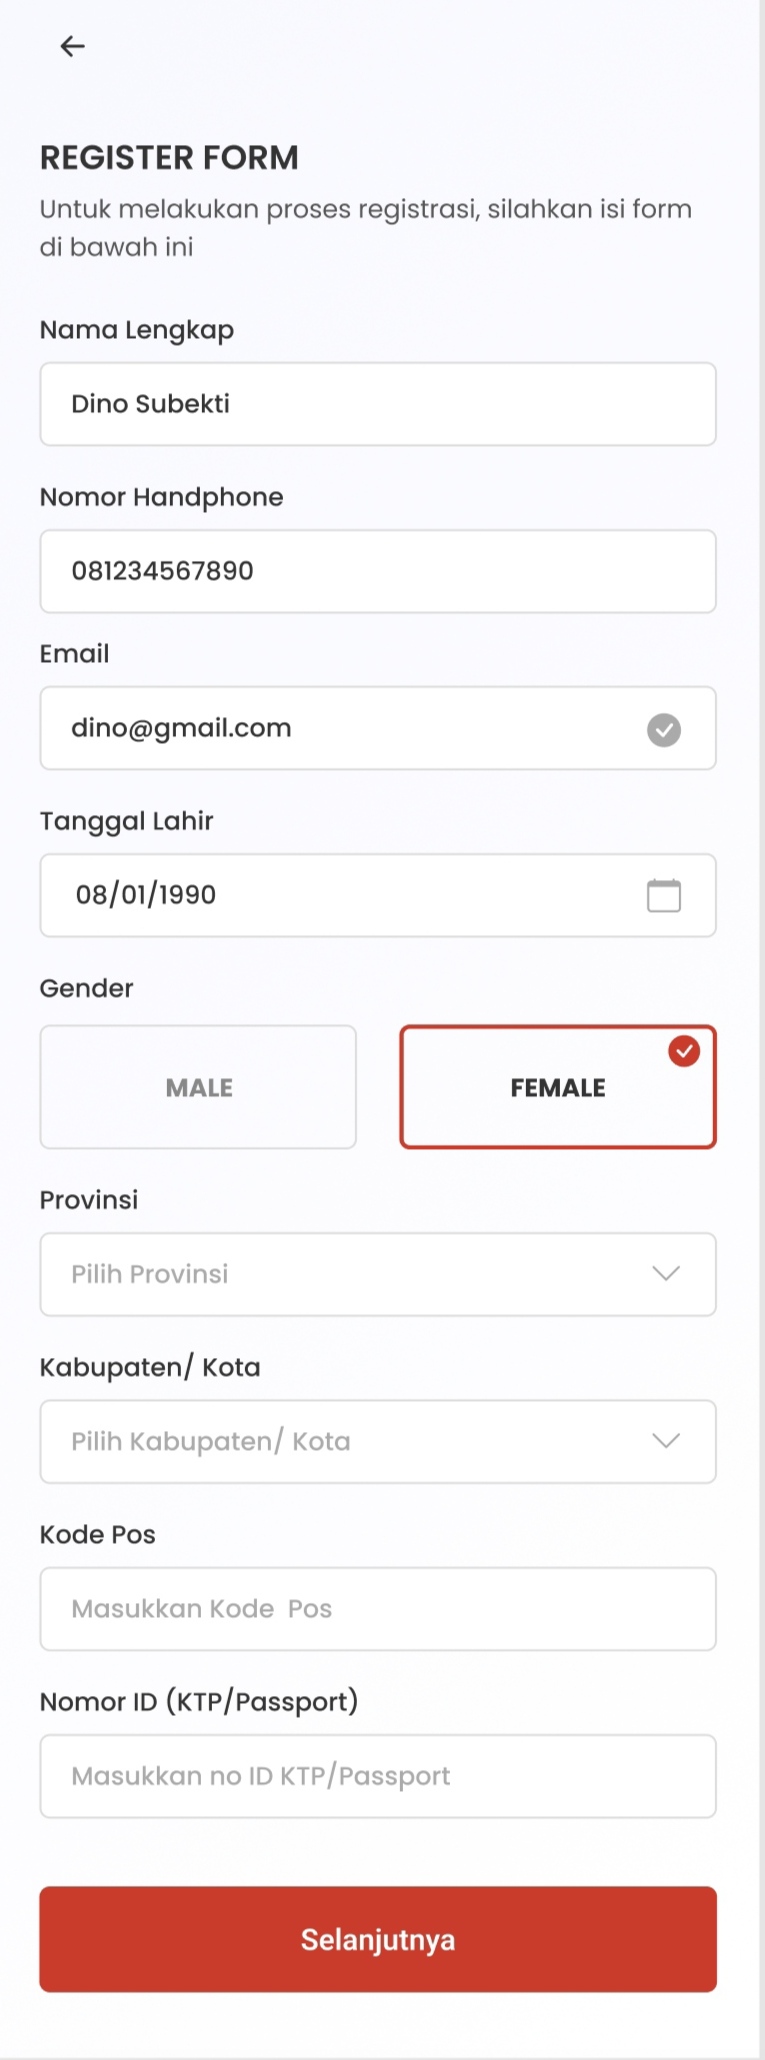 REGISTER FORM
Untuk melakukan proses registrasi, silahkan isi form
di bawah ini
Nama Lengkap
Dino Subekti
Nomor Handphone
081234567890
Email
dino@gmail.com
Tanggal Lahir
08/01/1990
Gender
MALE
FEMALE
Provinsi
Pilih Provinsi
Kabupaten/ Kota
Pilih Kabupaten/ Kota
Kode Pos
Masukkan Kode  Pos
Nomor ID (KTP/Passport)
Masukkan no ID KTP/Passport
Selanjutnya